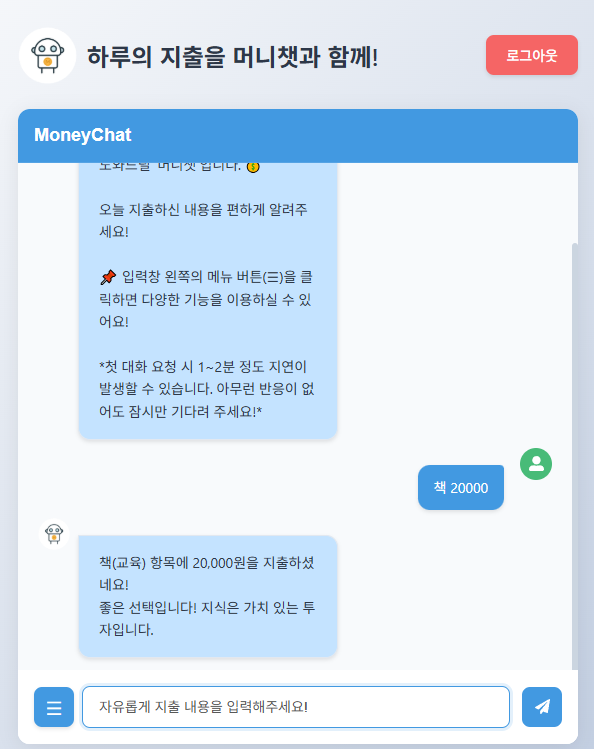 하루의 지출을 머니챗과 함께!
로그아웃
MoneyChat
도와드릴 '머니챗'입니다.
오늘 지출하신 내용을 편하게 알려주
세요!
입력창 왼쪽의 메뉴 버튼(☰)을 클
릭하면 다양한 기능을 이용하실 수 있
어요!
*첫 대화 요청 시 1~2분 정도 지연이
발생할 수 있습니다. 아무런 반응이 없
어도 잠시만 기다려 주세요!*
책 20000
책(교육) 항목에 20,000원을 지출하셨
네요!
좋은 선택입니다! 지식은 가치 있는 투
자입니다.
자유롭게 지출 내용을 입력해주세요!